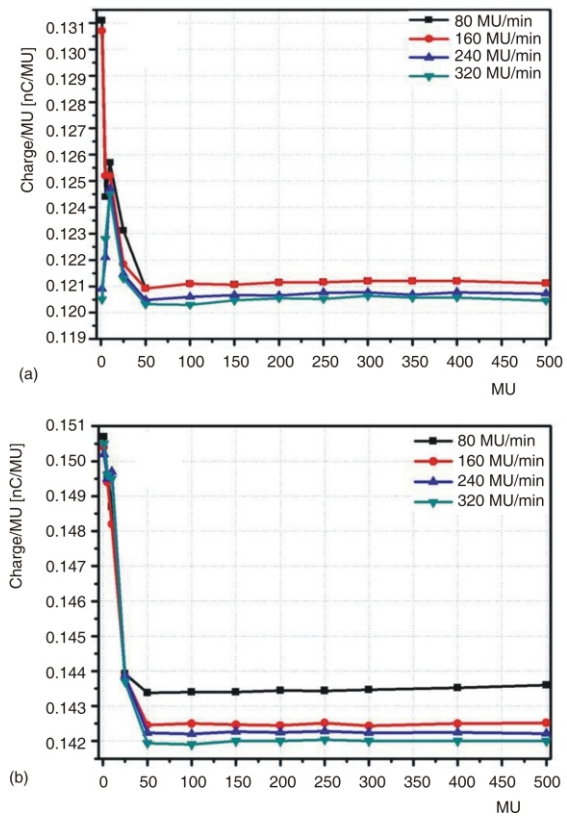 Charge/MU [nC/MU]
0.131
0.130
0.129
0.128
0.127
0.126
0.125
0.124
0.123
0.122
0.121
0.120
0.119
80 MU/min
160 MU/min
240 MU/min
320 MU/min
0 50 100 150 200 250 300 350 400 450 500
(a)
MU
Charge/MU [nC/MU]
0.151
0.150
0.149
0.148
0.147
0.146
0.145
0.144
0.143
0.142
80 MU/min
160 MU/min
240 MU/min
320 MU/min
0 50 100 150 200 250 300 350 400 450 500
(b)
MU